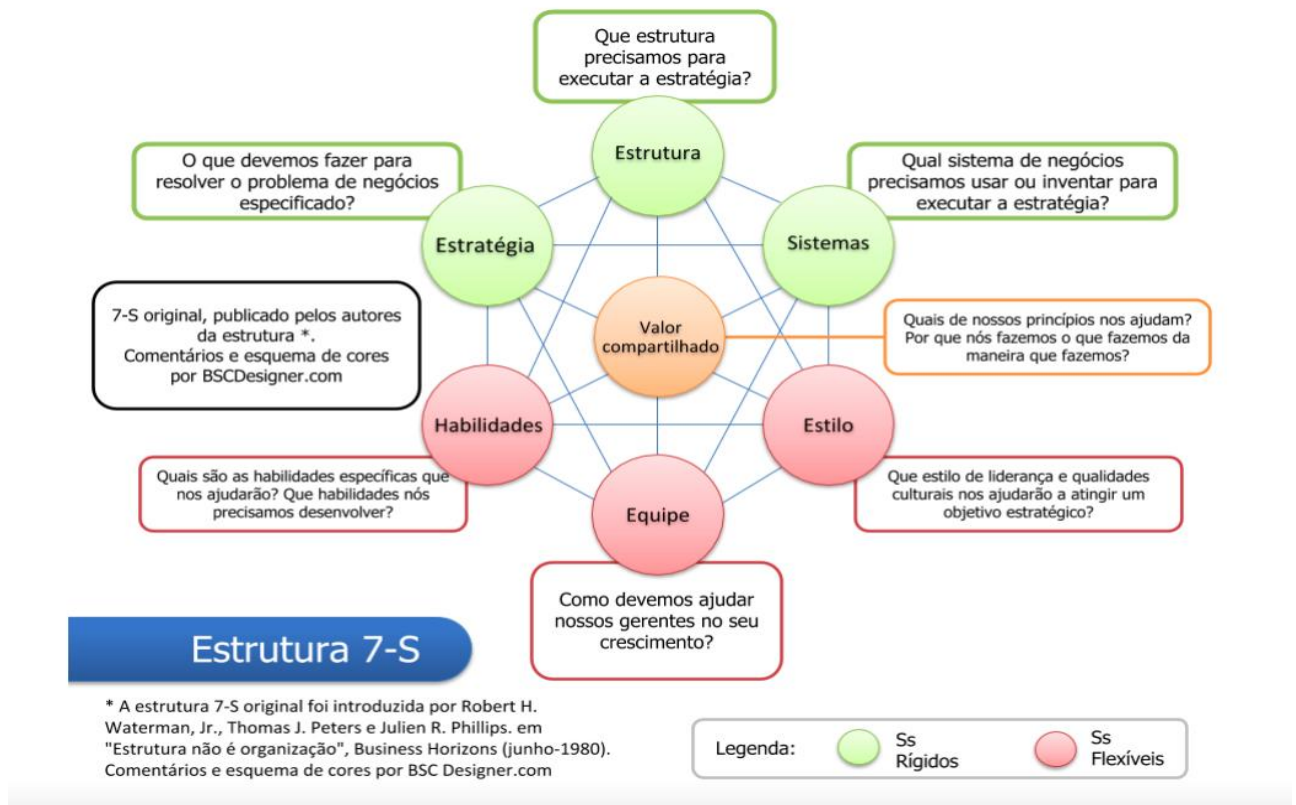 Que estrutura
precisamos para
executar a estratégia?
Estrutura
O que devemos fazer para
resolver o problema de negócios
especificado?
Estratégia
Qual sistema de negócios
precisamos usar ou inventar para
executar a estratégia?
Sistemas
7-S original, publicado pelos autores
da estrutura *.
Comentários e esquema de cores
por BSCDesigner.com
Valor
compartilhado
Quais de nossos princípios nos ajudam?
Por que nós fazemos o que fazemos da
maneira que fazemos?
Habilidades
Quais são as habilidades específicas que
nos ajudarão? Que habilidades nós
precisamos desenvolver?
Estilo
Que estilo de liderança e qualidades
culturais nos ajudarão a atingir um
objetivo estratégico?
Equipe
Como devemos ajudar
nossos gerentes no seu
crescimento?
Estrutura 7-S
* A estrutura 7-S original foi introduzida por Robert H.
Waterman, Jr., Thomas J. Peters e Julien R. Phillips. em
"Estrutura não é organização", Business Horizons (junho-1980).
Comentários e esquema de cores por BSC Designer.com
Legenda:
Ss
Rígidos
Ss
Flexíveis